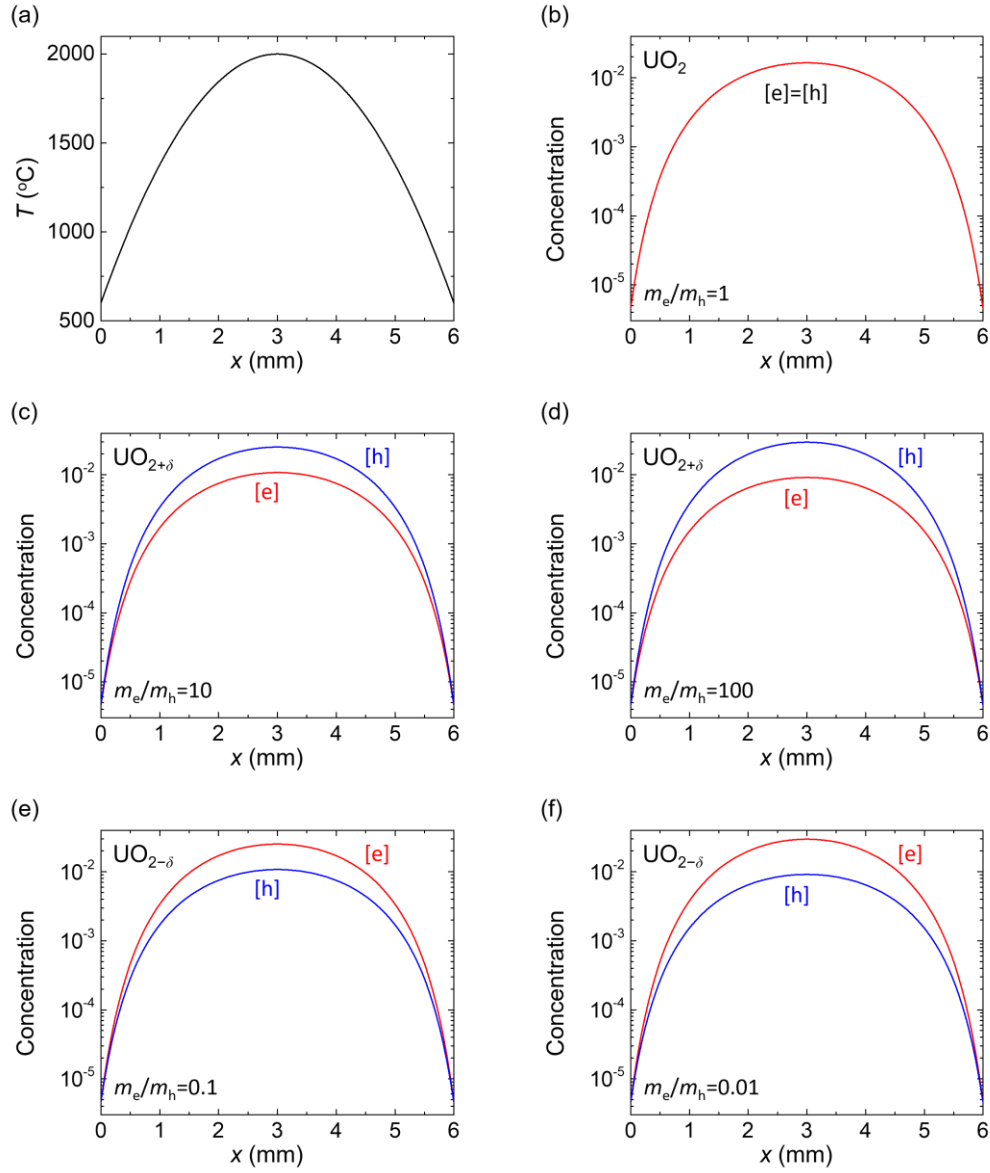 (a)
2000
1500
1000
500
T (°C)
0 1 2 3 4 5 6
x (mm)
(b)
UO₂
[e]=[h]
10⁻²
10⁻³
10⁻⁴
10⁻⁵
Concentration
mₑ/mₕ=1
0 1 2 3 4 5 6
x (mm)
(c)
UO₂₊δ
[h]
[e]
10⁻²
10⁻³
10⁻⁴
10⁻⁵
Concentration
mₑ/mₕ=10
0 1 2 3 4 5 6
x (mm)
(d)
UO₂₊δ
[h]
[e]
10⁻²
10⁻³
10⁻⁴
10⁻⁵
Concentration
mₑ/mₕ=100
0 1 2 3 4 5 6
x (mm)
(e)
UO₂₋δ
[e]
[h]
10⁻²
10⁻³
10⁻⁴
10⁻⁵
Concentration
mₑ/mₕ=0.1
0 1 2 3 4 5 6
x (mm)
(f)
UO₂₋δ
[e]
[h]
10⁻²
10⁻³
10⁻⁴
10⁻⁵
Concentration
mₑ/mₕ=0.01
0 1 2 3 4 5 6
x (mm)